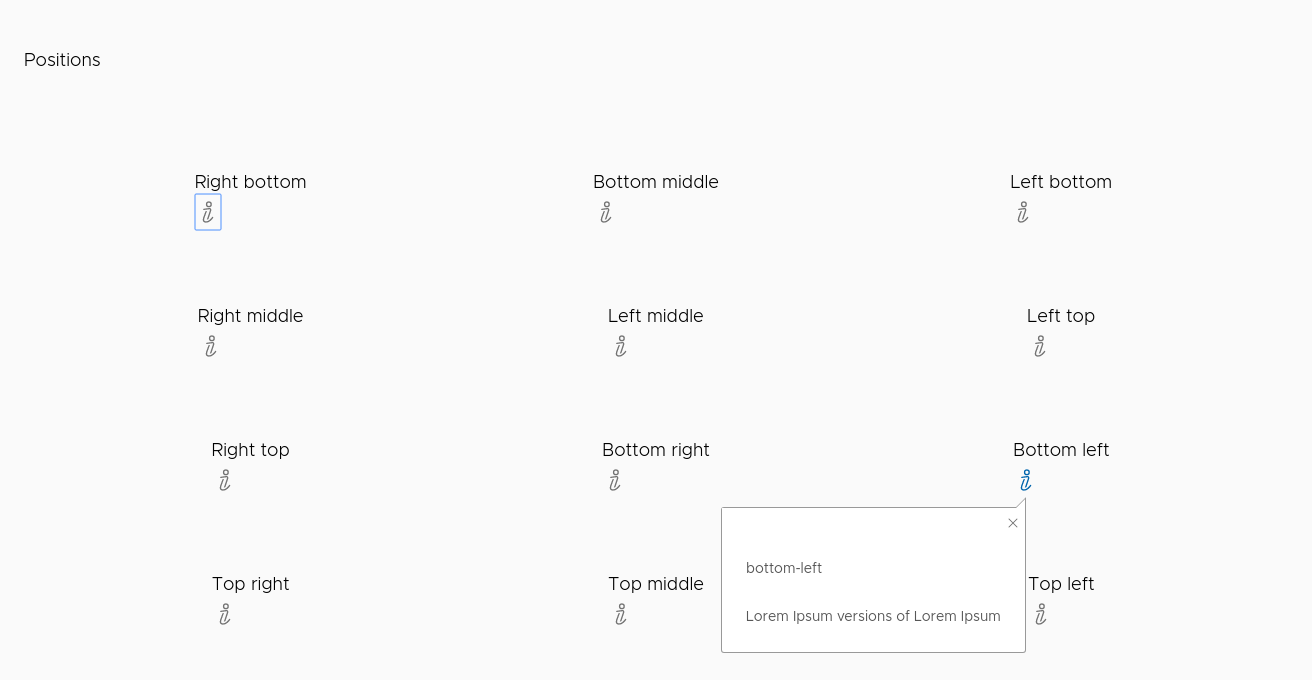 Positions
Right bottom
Bottom middle
Left bottom
Right middle
Left middle
Left top
Right top
Bottom right
Bottom left
bottom-left
Lorem Ipsum versions of Lorem Ipsum
Top right
Top middle
Top left